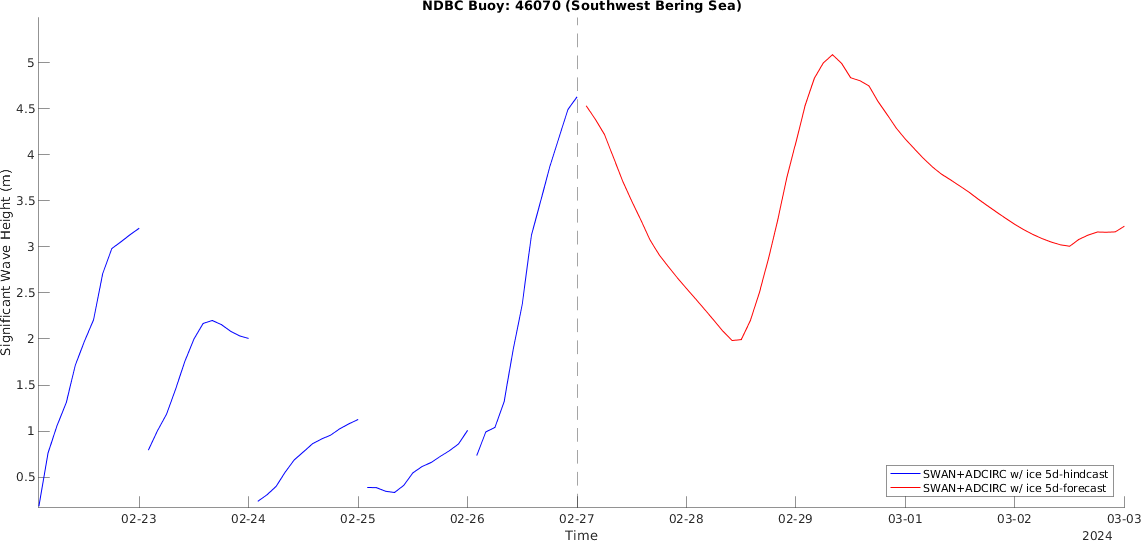 NDBC Buoy: 46070 (Southwest Bering Sea)
5
4.5
4
3.5
3
2.5
2
1.5
1
0.5
Significant Wave Height (m)
SWAN+ADCIRC w/ ice 5d-hindcast
SWAN+ADCIRC w/ ice 5d-forecast
02-23 02-24 02-25 02-26 02-27 02-28 02-29 03-01 03-02 03-03
Time
2024